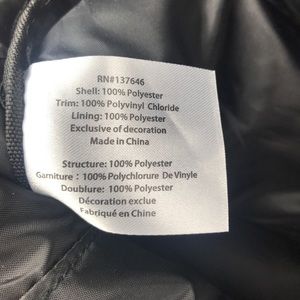 RN#137646
Shell: 100% Polyester
Trim: 100% Polyvinyl Chloride
Lining: 100% Polyester
Exclusive of decoration
Made in China
Structure: 100% Polyester
Garniture : 100% Polychlorure De Vinyle
Doublure: 100% Polyester
Décoration exclue
Fabriqué en Chine